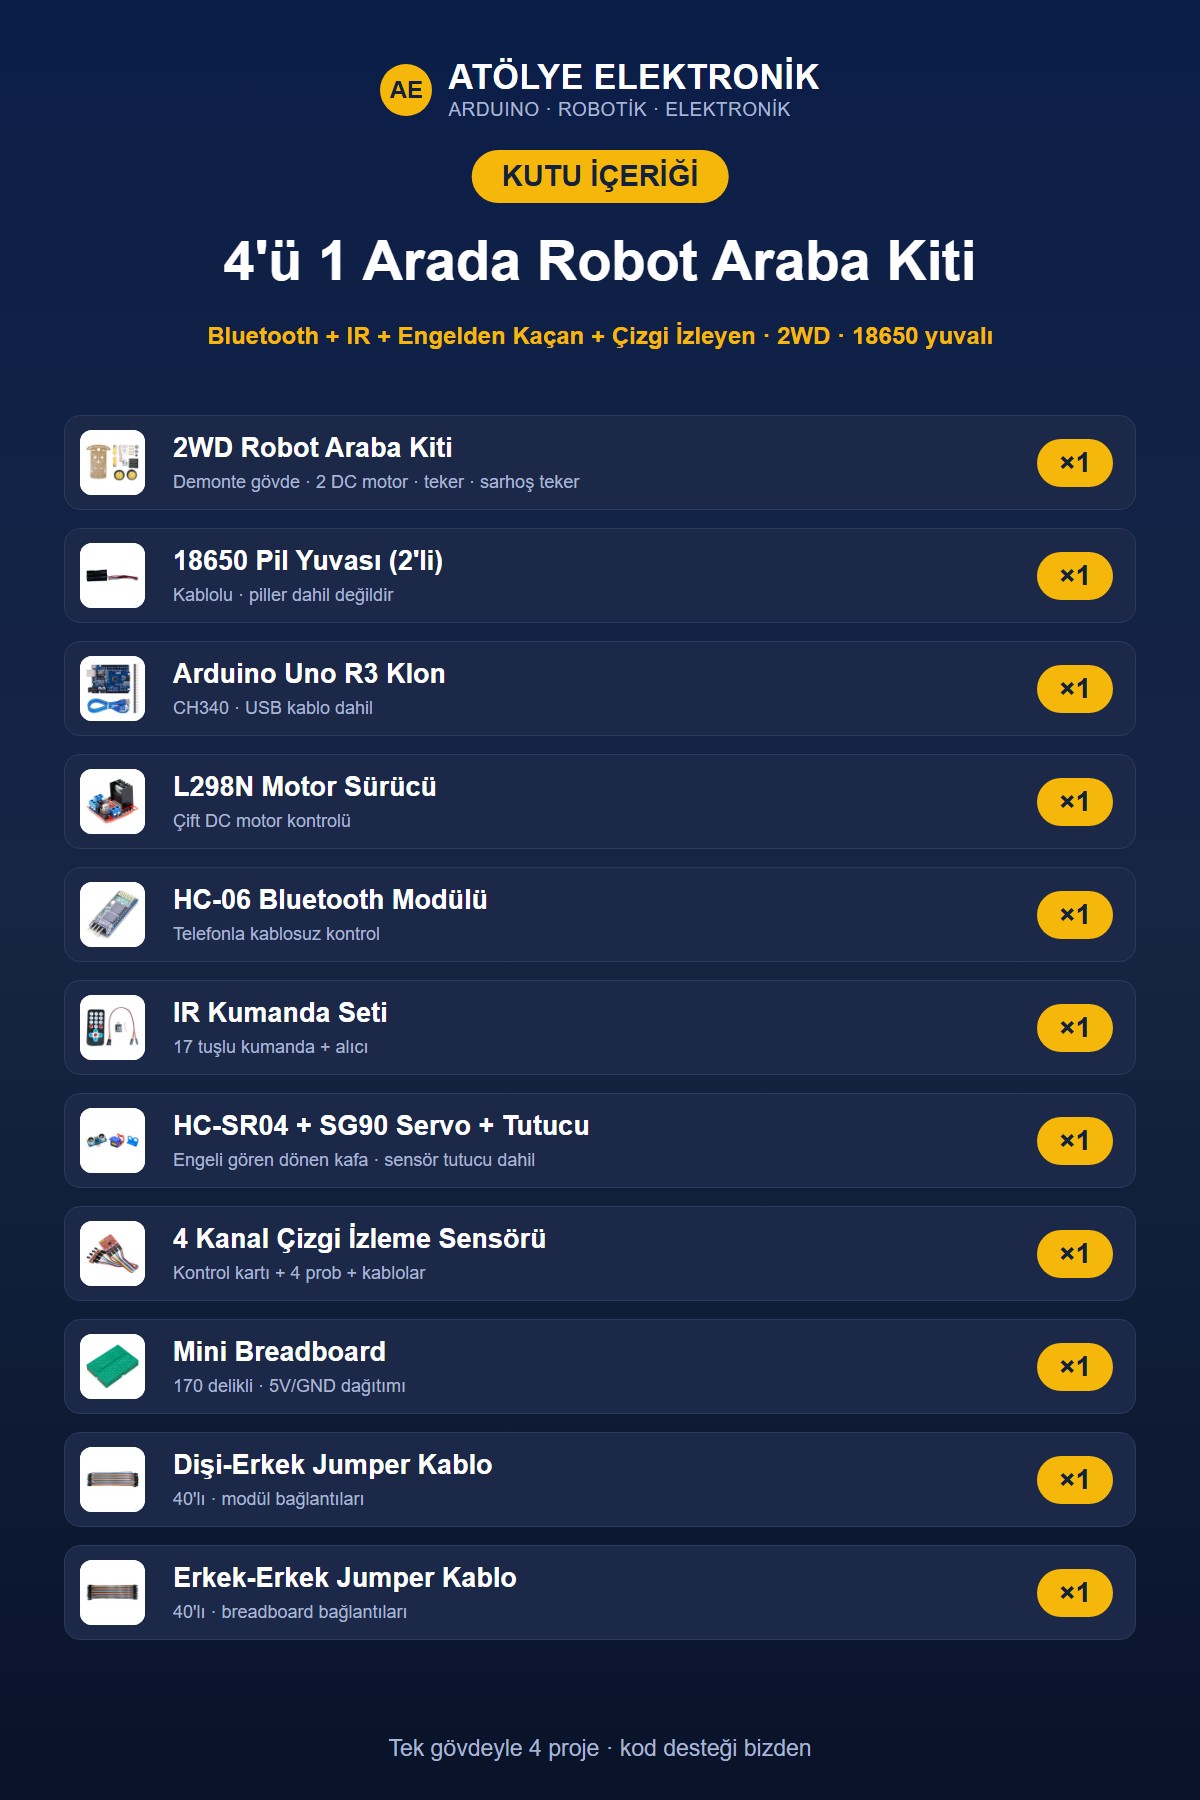 AE
ATÖLYE ELEKTRONİK
ARDUINO · ROBOTİK · ELEKTRONİK
KUTU İÇERİĞİ
4'ü 1 Arada Robot Araba Kiti
Bluetooth + IR + Engelden Kaçan + Çizgi İzleyen · 2WD · 18650 yuvalı
2WD Robot Araba Kiti
Demonte gövde · 2 DC motor · teker · sarhoş teker
×1
18650 Pil Yuvası (2'li)
Kablolu · piller dahil değildir
×1
Arduino Uno R3 Klon
CH340 · USB kablo dahil
×1
L298N Motor Sürücü
Çift DC motor kontrolü
×1
HC-06 Bluetooth Modülü
Telefonla kablosuz kontrol
×1
IR Kumanda Seti
17 tuşlu kumanda + alıcı
×1
HC-SR04 + SG90 Servo + Tutucu
Engeli gören dönen kafa · sensör tutucu dahil
×1
4 Kanal Çizgi İzleme Sensörü
Kontrol kartı + 4 prob + kablolar
×1
Mini Breadboard
170 delikli · 5V/GND dağıtımı
×1
Dişi-Erkek Jumper Kablo
40'lı · modül bağlantıları
×1
Erkek-Erkek Jumper Kablo
40'lı · breadboard bağlantıları
×1
Tek gövdeyle 4 proje · kod desteği bizden